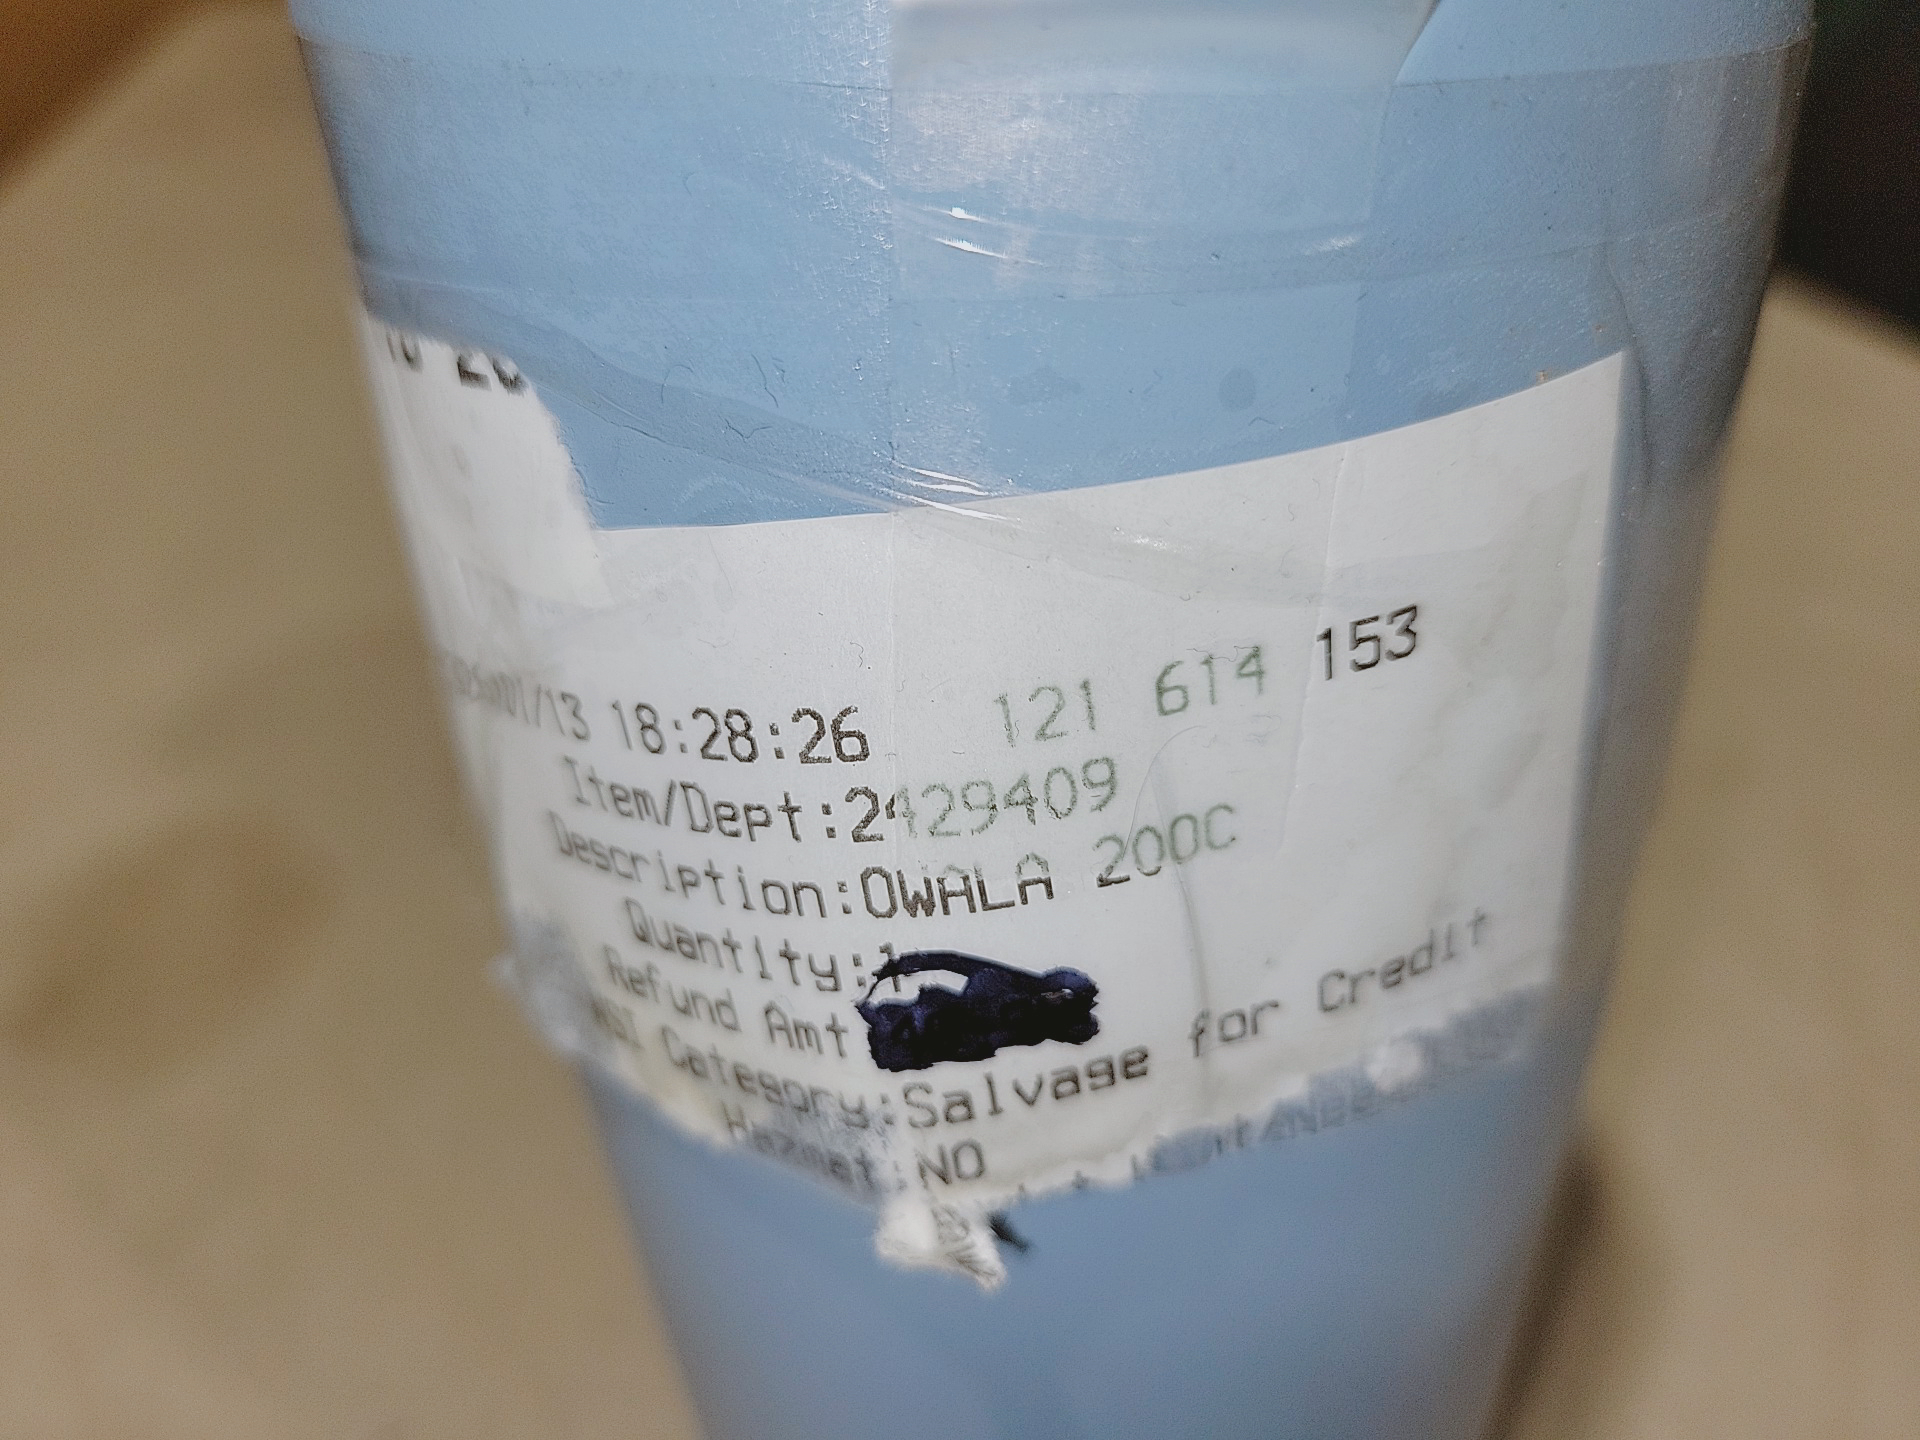 01/13 18:28:26 121 614 153
Item/Dept:2429409
Description:OWALA 200C
Quantity:1
Refund Amt
Category:Salvage for Credit
Hazmat:NO